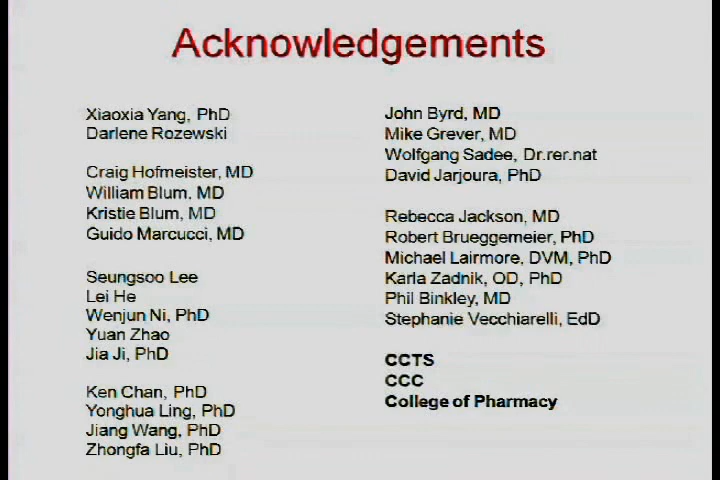 Acknowledgements
Xiaoxia Yang, PhD
Darlene Rozewski
Craig Hofmeister, MD
William Blum, MD
Kristie Blum, MD
Guido Marcucci, MD
Seungsoo Lee
Lei He
Wenjun Ni, PhD
Yuan Zhao
Jia Ji, PhD
Ken Chan, PhD
Yonghua Ling, PhD
Jiang Wang, PhD
Zhongfa Liu, PhD
John Byrd, MD
Mike Grever, MD
Wolfgang Sadee, Dr.rer.nat
David Jarjoura, PhD
Rebecca Jackson, MD
Robert Brueggemeier, PhD
Michael Lairmore, DVM, PhD
Karla Zadnik, OD, PhD
Phil Binkley, MD
Stephanie Vecchiarelli, EdD
CCTS
CCC
College of Pharmacy